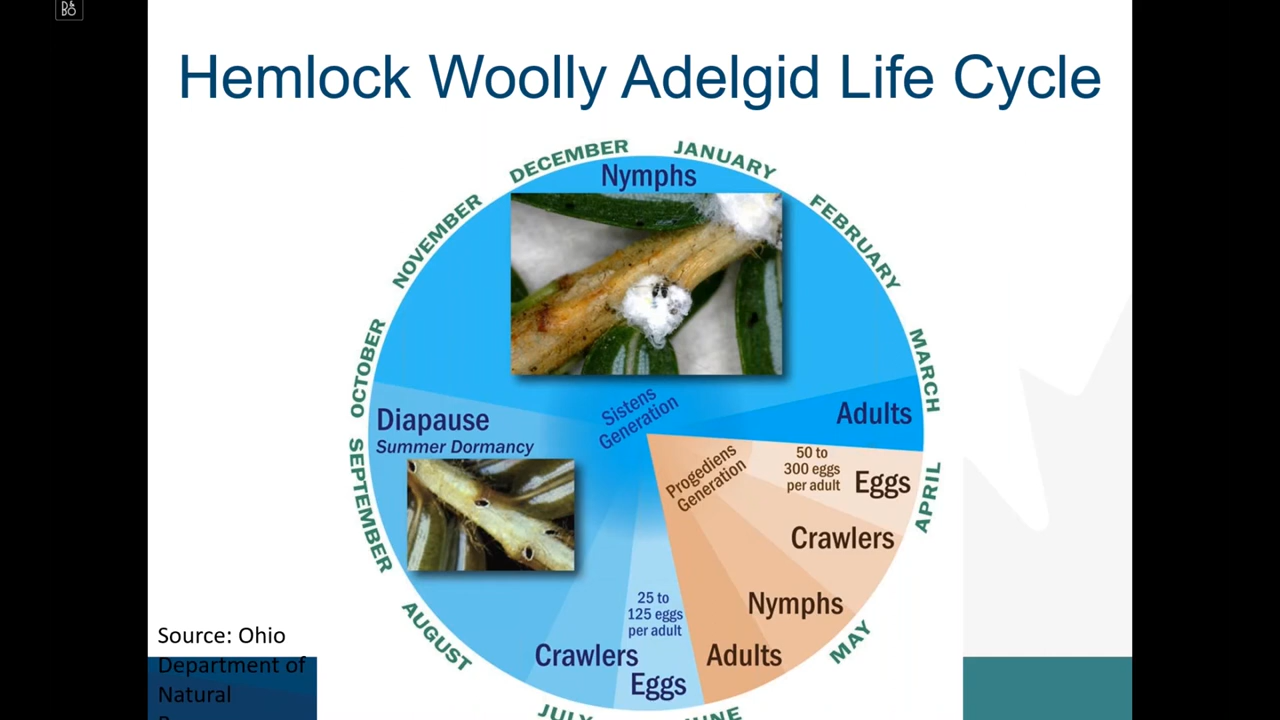 D&
BO
Hemlock Woolly Adelgid Life Cycle
DECEMBER
JANUARY
NOVEMBER
FEBRUARY
OCTOBER
MARCH
SEPTEMBER
APRIL
AUGUST
MAY
Nymphs
Sistens
Generation
Diapause
Summer Dormancy
Adults
Progediens
Generation
50 to
300 eggs
per adult
Eggs
Crawlers
Nymphs
Adults
25 to
125 eggs
per adult
Crawlers
Eggs
JULY
JUNE
Source: Ohio
Department of
Natural